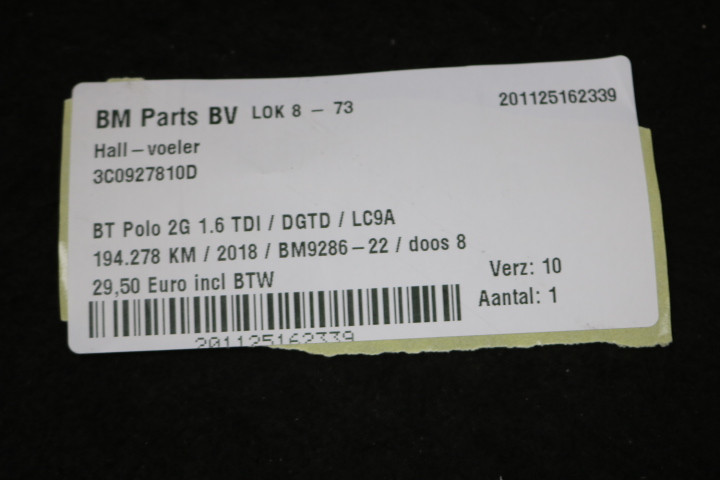 BM Parts BV LOK 8 – 73 201125162339
Hall–voeler
3C0927810D
BT Polo 2G 1.6 TDI / DGTD / LC9A
194.278 KM / 2018 / BM9286–22 / doos 8
29,50 Euro incl BTW
Verz: 10
Aantal: 1
201125162339